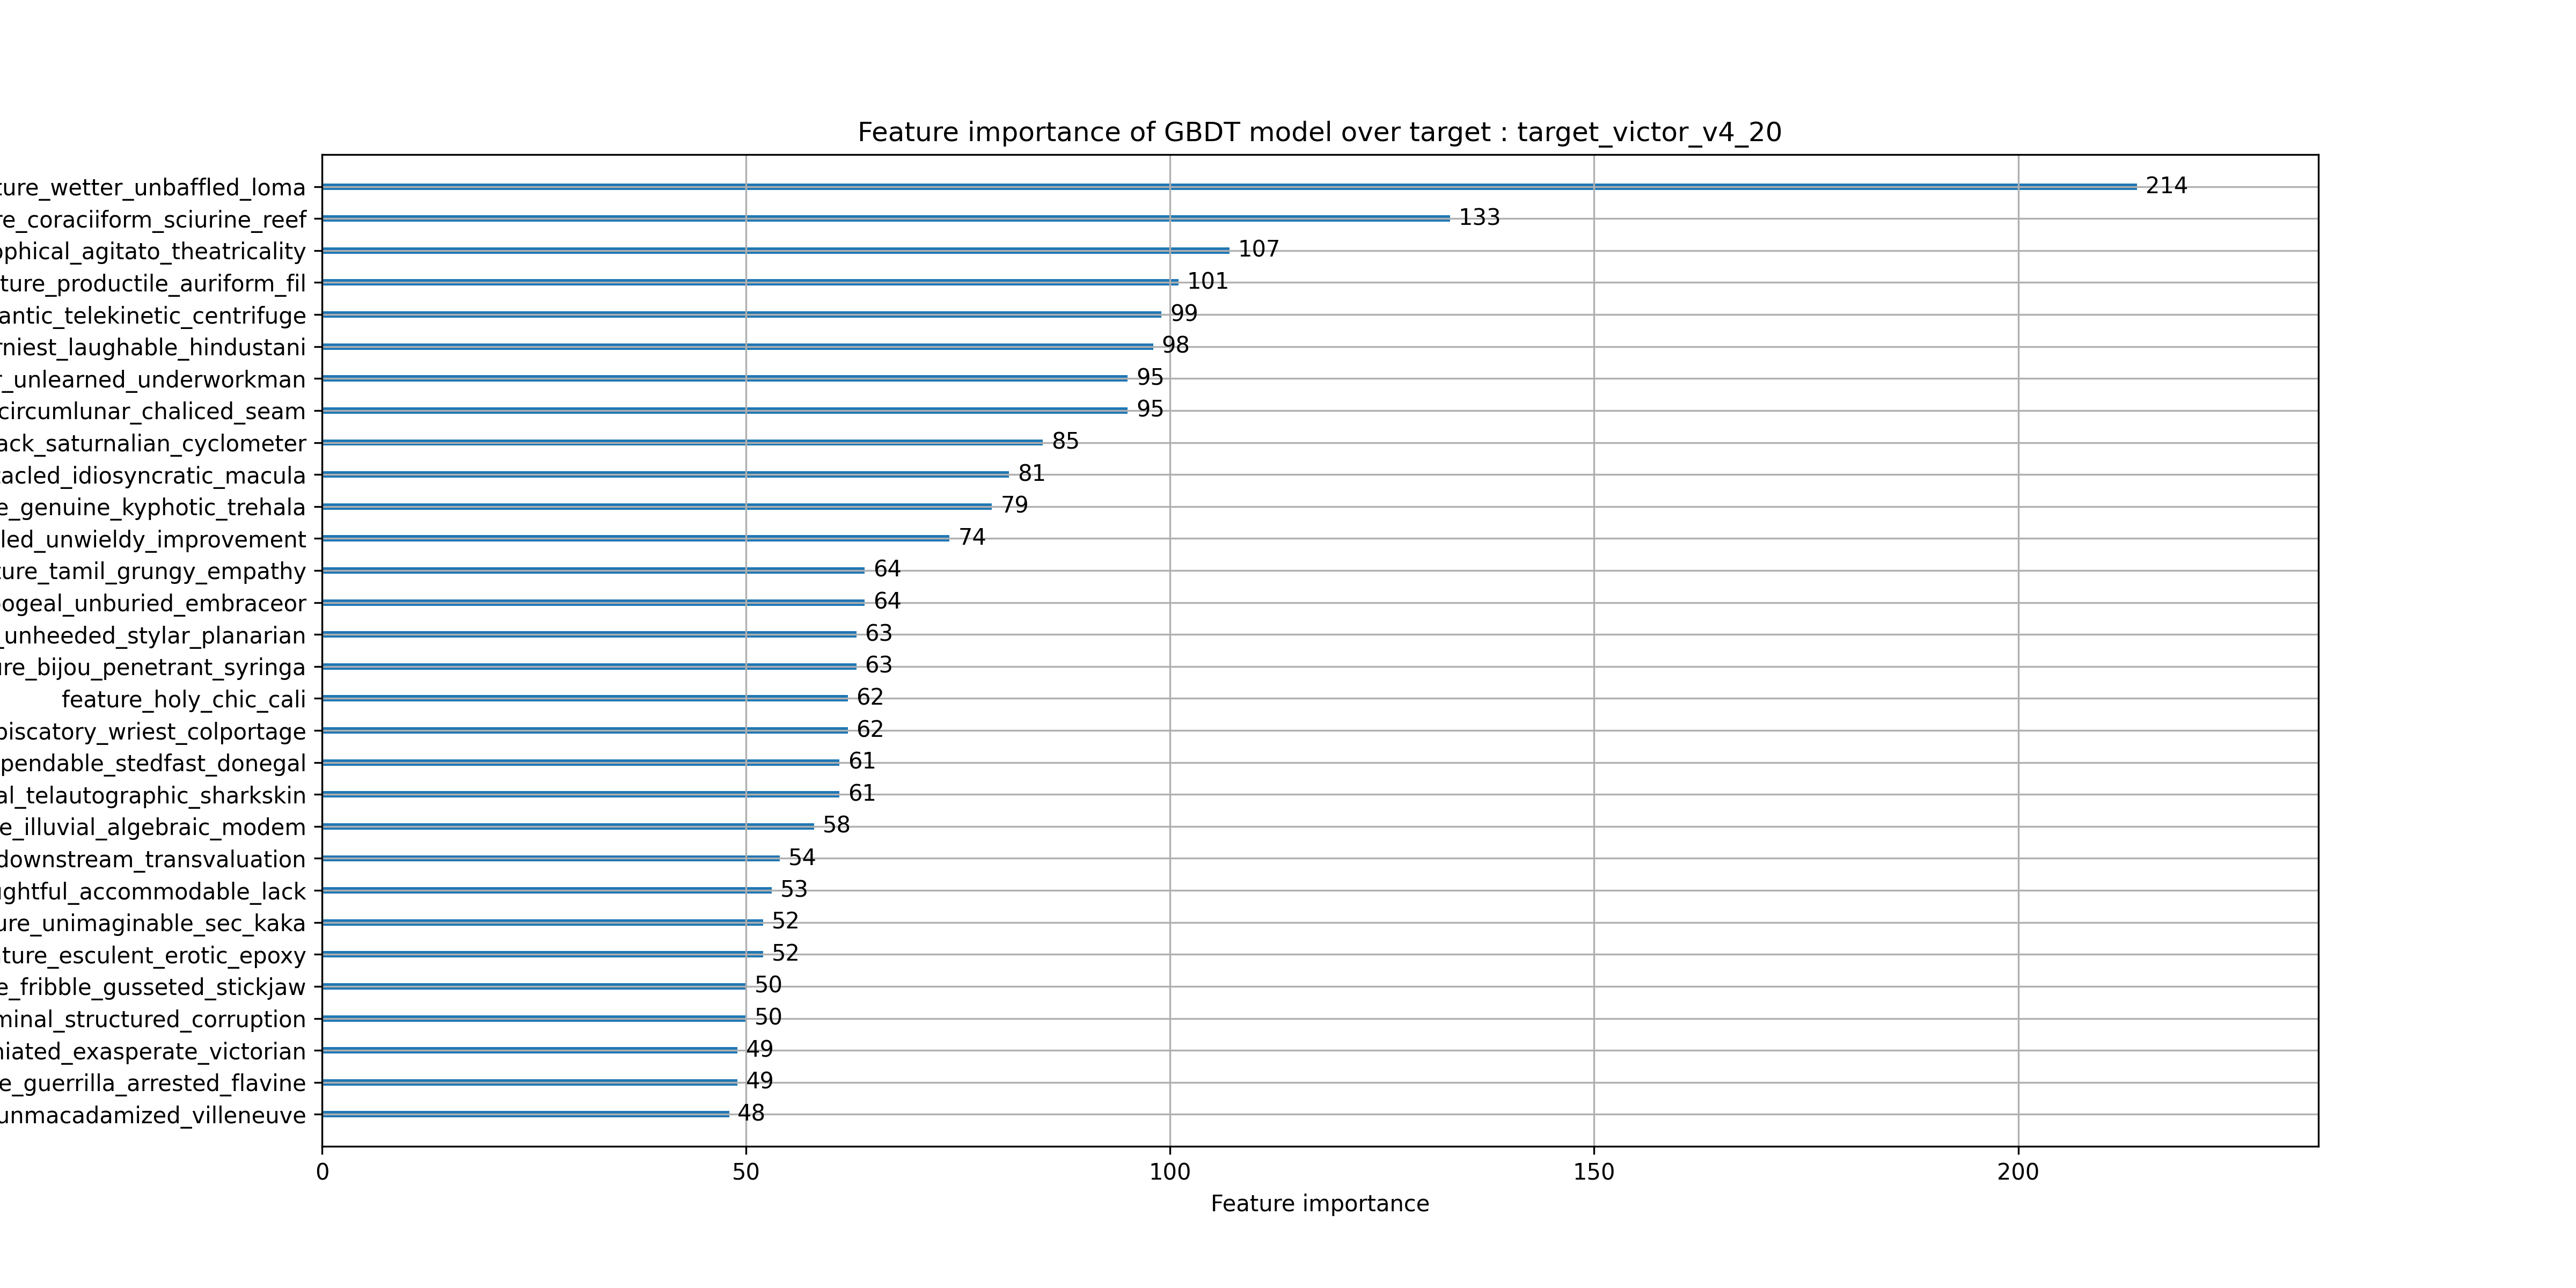 Feature importance of GBDT model over target : target_victor_v4_20
ture_wetter_unbaffled_loma 214
re_coraciiform_sciurine_reef 133
ophical_agitato_theatricality 107
ture_productile_auriform_fil 101
antic_telekinetic_centrifuge 99
rniest_laughable_hindustani 98
r_unlearned_underworkman 95
circumlunar_chaliced_seam 95
ack_saturnalian_cyclometer 85
acled_idiosyncratic_macula 81
e_genuine_kyphotic_trehala 79
led_unwieldy_improvement 74
ture_tamil_grungy_empathy 64
ogeal_unburied_embraceor 64
_unheeded_stylar_planarian 63
re_bijou_penetrant_syringa 63
feature_holy_chic_cali 62
piscatory_wriest_colportage 62
pendable_stedfast_donegal 61
al_telautographic_sharkskin 61
e_illuvial_algebraic_modem 58
downstream_transvaluation 54
ghtful_accommodable_lack 53
ure_unimaginable_sec_kaka 52
ture_esculent_erotic_epoxy 52
e_fribble_gusseted_stickjaw 50
minal_structured_corruption 50
niated_exasperate_victorian 49
e_guerrilla_arrested_flavine 49
unmacadamized_villeneuve 48
0 50 100 150 200
Feature importance